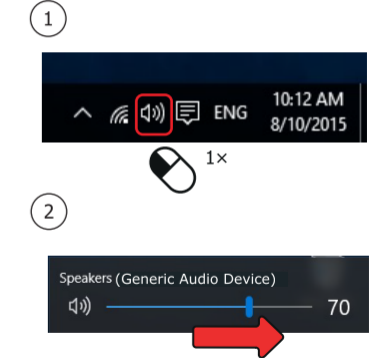 1
10:12 AM
ENG
8/10/2015
1×
2
Speakers (Generic Audio Device)
70